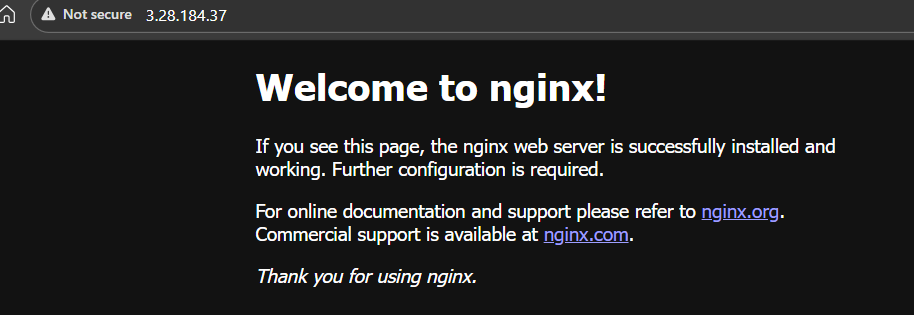 Not secure 3.28.184.37
Welcome to nginx!
If you see this page, the nginx web server is successfully installed and
working. Further configuration is required.
For online documentation and support please refer to nginx.org.
Commercial support is available at nginx.com.
Thank you for using nginx.